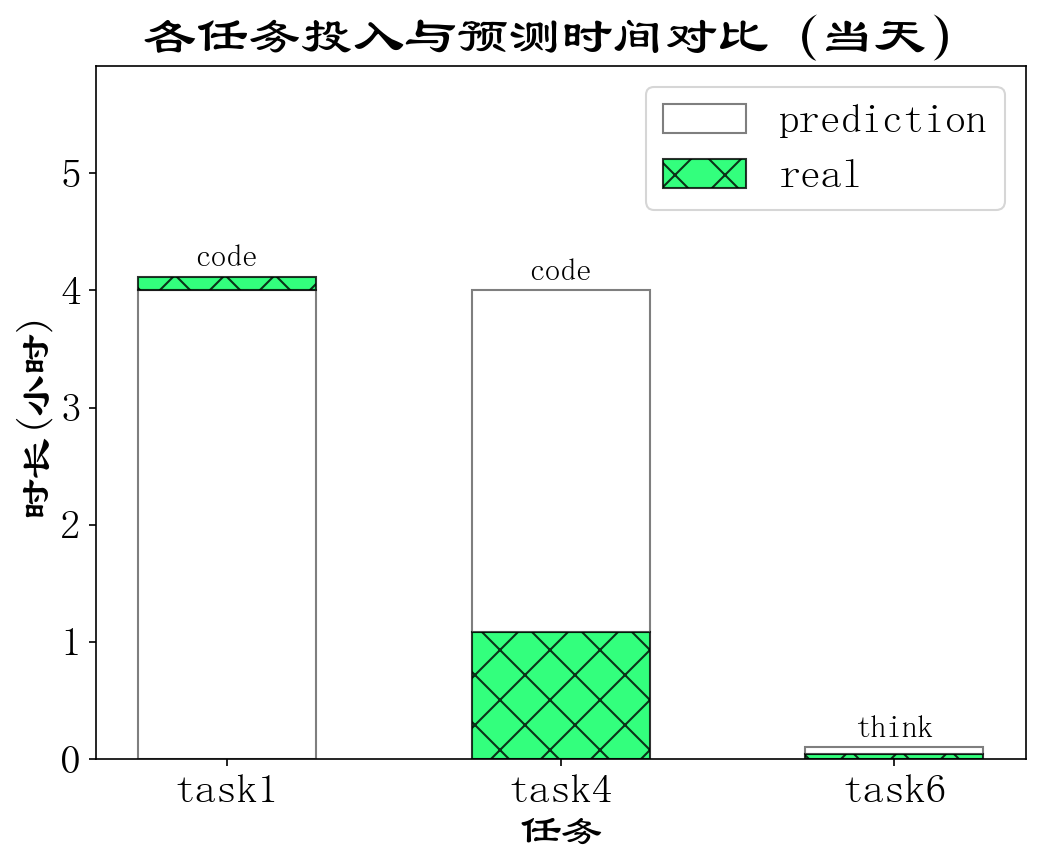 各任务投入与预测时间对比 (当天)
prediction
real
时长(小时)
5
4
3
2
1
0
code
code
think
task1
task4
task6
任务